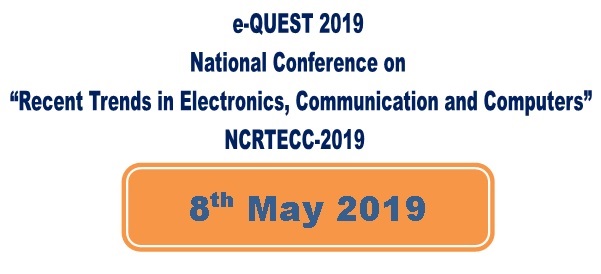 e-QUEST 2019
National Conference on
“Recent Trends in Electronics, Communication and Computers”
NCRTECC-2019
8th May 2019